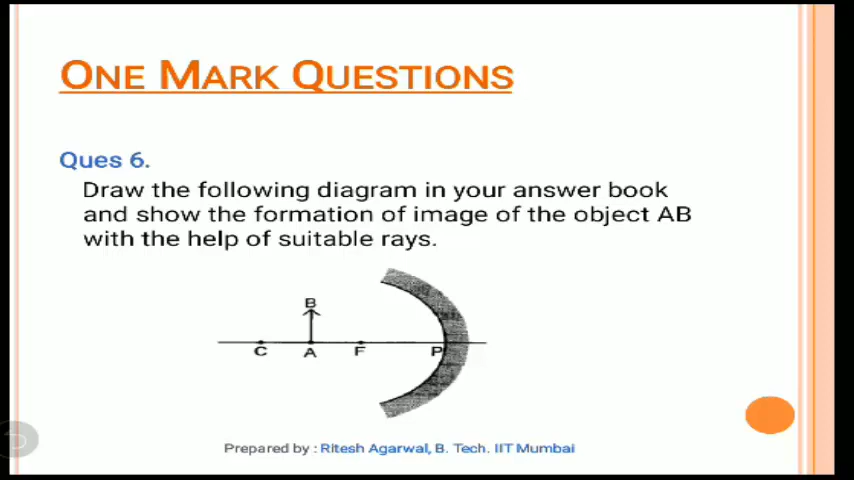 ONE MARK QUESTIONS
Ques 6.
Draw the following diagram in your answer book
and show the formation of image of the object AB
with the help of suitable rays.
B
C A F P
Prepared by : Ritesh Agarwal, B. Tech. IIT Mumbai